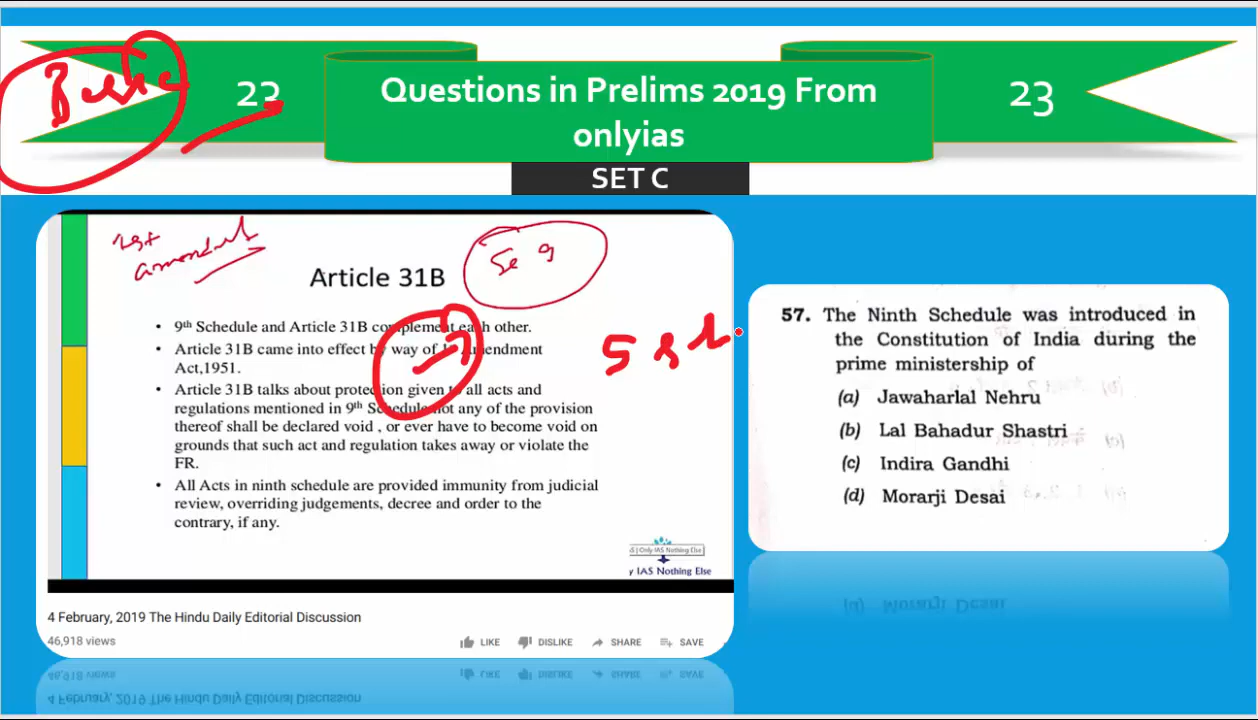 23
Questions in Prelims 2019 From
onlyias
23
SET C
Article 31B
• 9th Schedule and Article 31B complement each other.
• Article 31B came into effect by way of 1st Amendment
Act,1951.
• Article 31B talks about protection given to all acts and
regulations mentioned in 9th Schedule not any of the provision
thereof shall be declared void , or ever have to become void on
grounds that such act and regulation takes away or violate the
FR.
• All Acts in ninth schedule are provided immunity from judicial
review, overriding judgements, decree and order to the
contrary, if any.
Only IAS Nothing Else
y IAS Nothing Else
4 February, 2019 The Hindu Daily Editorial Discussion
46,918 views
LIKE
DISLIKE
SHARE
SAVE
57. The Ninth Schedule was introduced in
the Constitution of India during the
prime ministership of
(a) Jawaharlal Nehru
(b) Lal Bahadur Shastri
(c) Indira Gandhi
(d) Morarji Desai